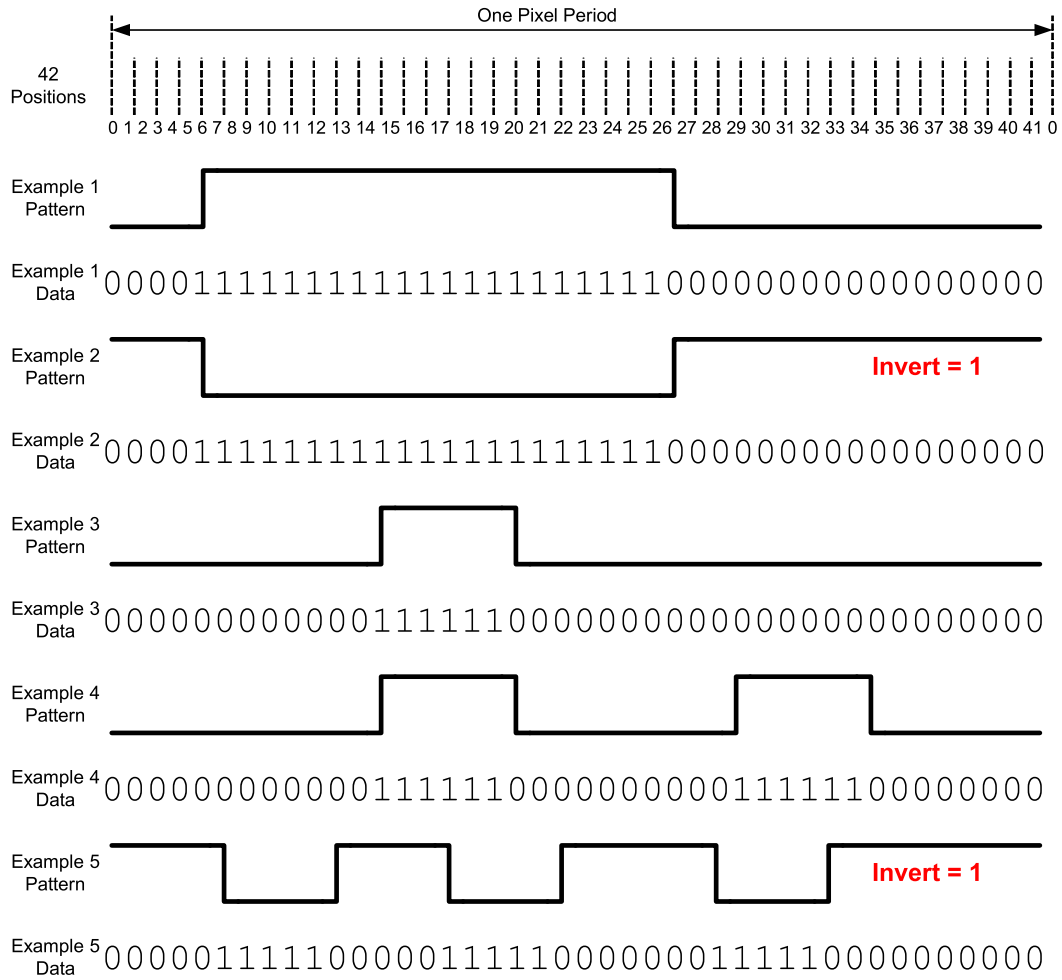 One Pixel Period
42
Positions
0 1 2 3 4 5 6 7 8 9 10 11 12 13 14 15 16 17 18 19 20 21 22 23 24 25 26 27 28 29 30 31 32 33 34 35 36 37 38 39 40 41 0
Example 1
Pattern
Example 1
Data
000011111111111111111111100000000000000000
Example 2
Pattern
Invert = 1
Example 2
Data
000011111111111111111111100000000000000000
Example 3
Pattern
Example 3
Data
000000000000111111000000000000000000000000
Example 4
Pattern
Example 4
Data
000000000000111111000000000011111100000000
Example 5
Pattern
Invert = 1
Example 5
Data
000001111100000111110000000111110000000000